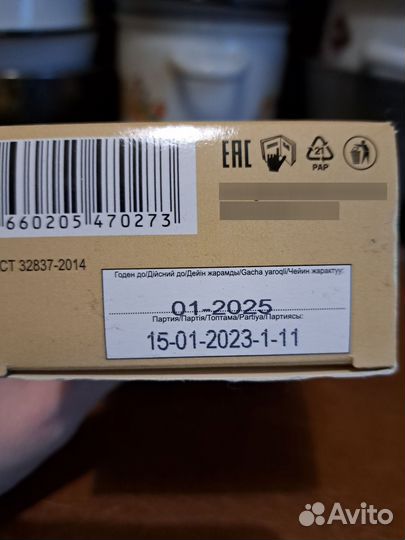 EAC
21
PAP
660205 470273
СТ 32837-2014
Годен до/Дійсний до/Дейін жарамды/Gacha yaroqli/Чейин жарактуу:
01-2025
Партия/Партія/Топтама/Partiya/Партиясы:
15-01-2023-1-11
Avito